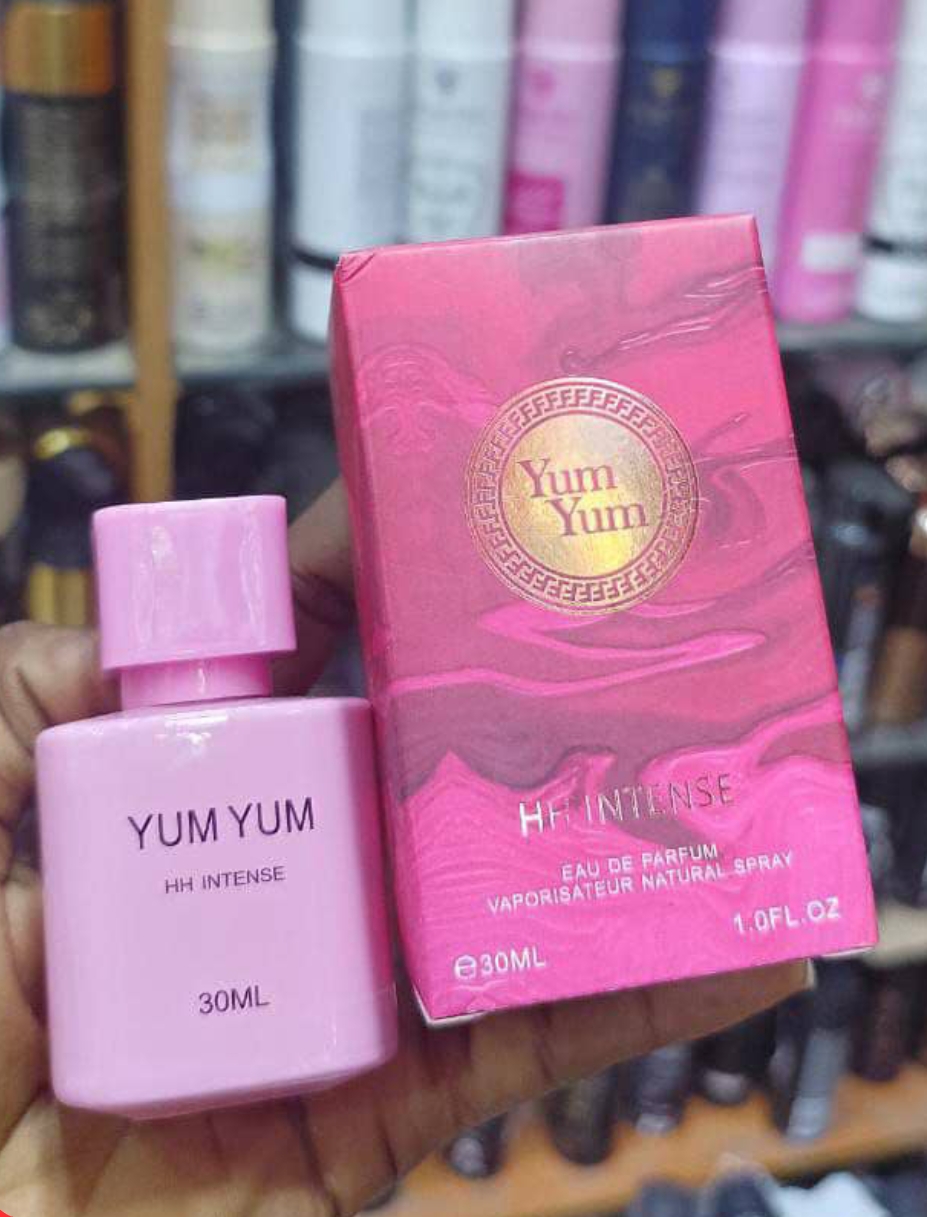 Yum
Yum
HH INTENSE
EAU DE PARFUM
VAPORISATEUR NATURAL SPRAY
1.0FL.OZ
℮30ML
YUM YUM
HH INTENSE
30ML